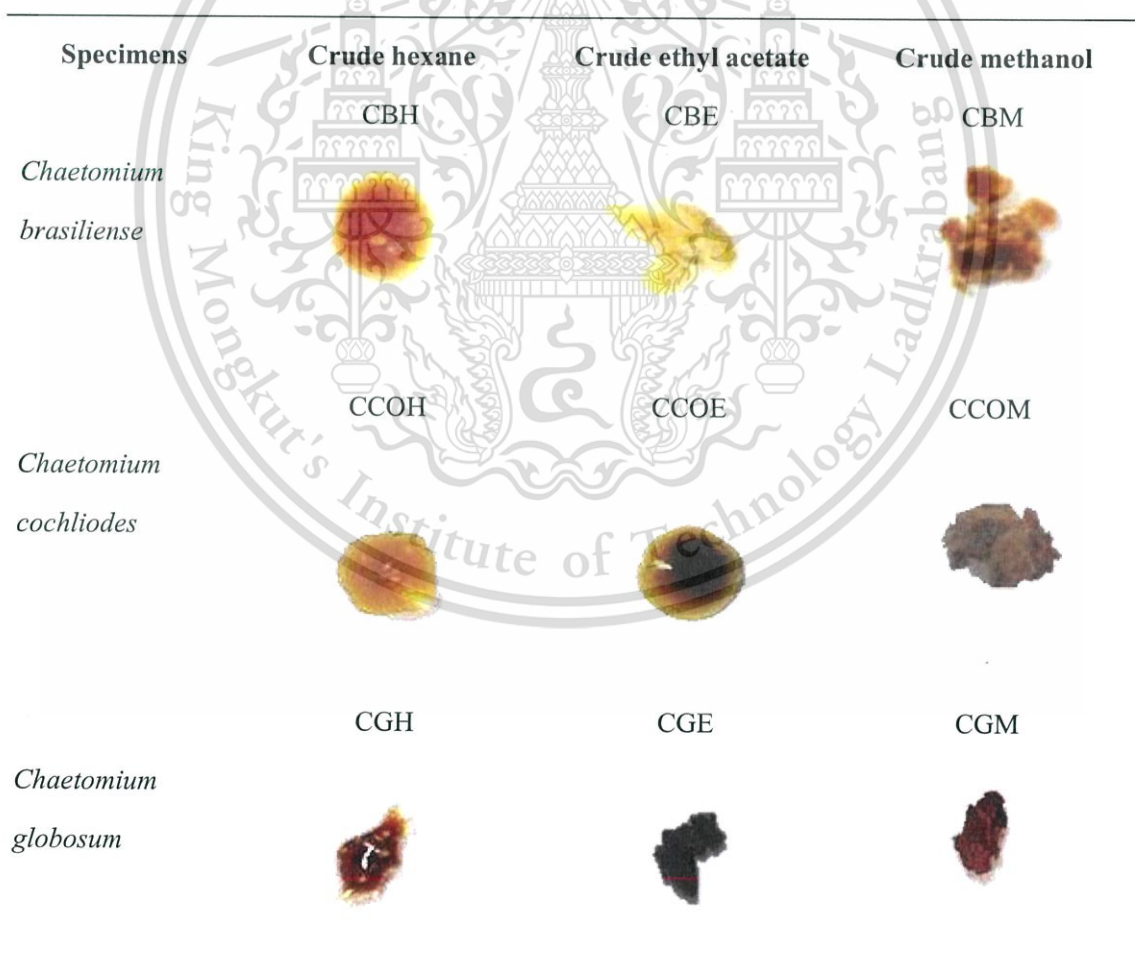 Specimens Crude hexane Crude ethyl acetate Crude methanol
CBH CBE CBM
Chaetomium
brasiliense
CCOH CCOE CCOM
Chaetomium
cochliodes
CGH CGE CGM
Chaetomium
globosum
King Mongkut's Institute of Technology Ladkrabang